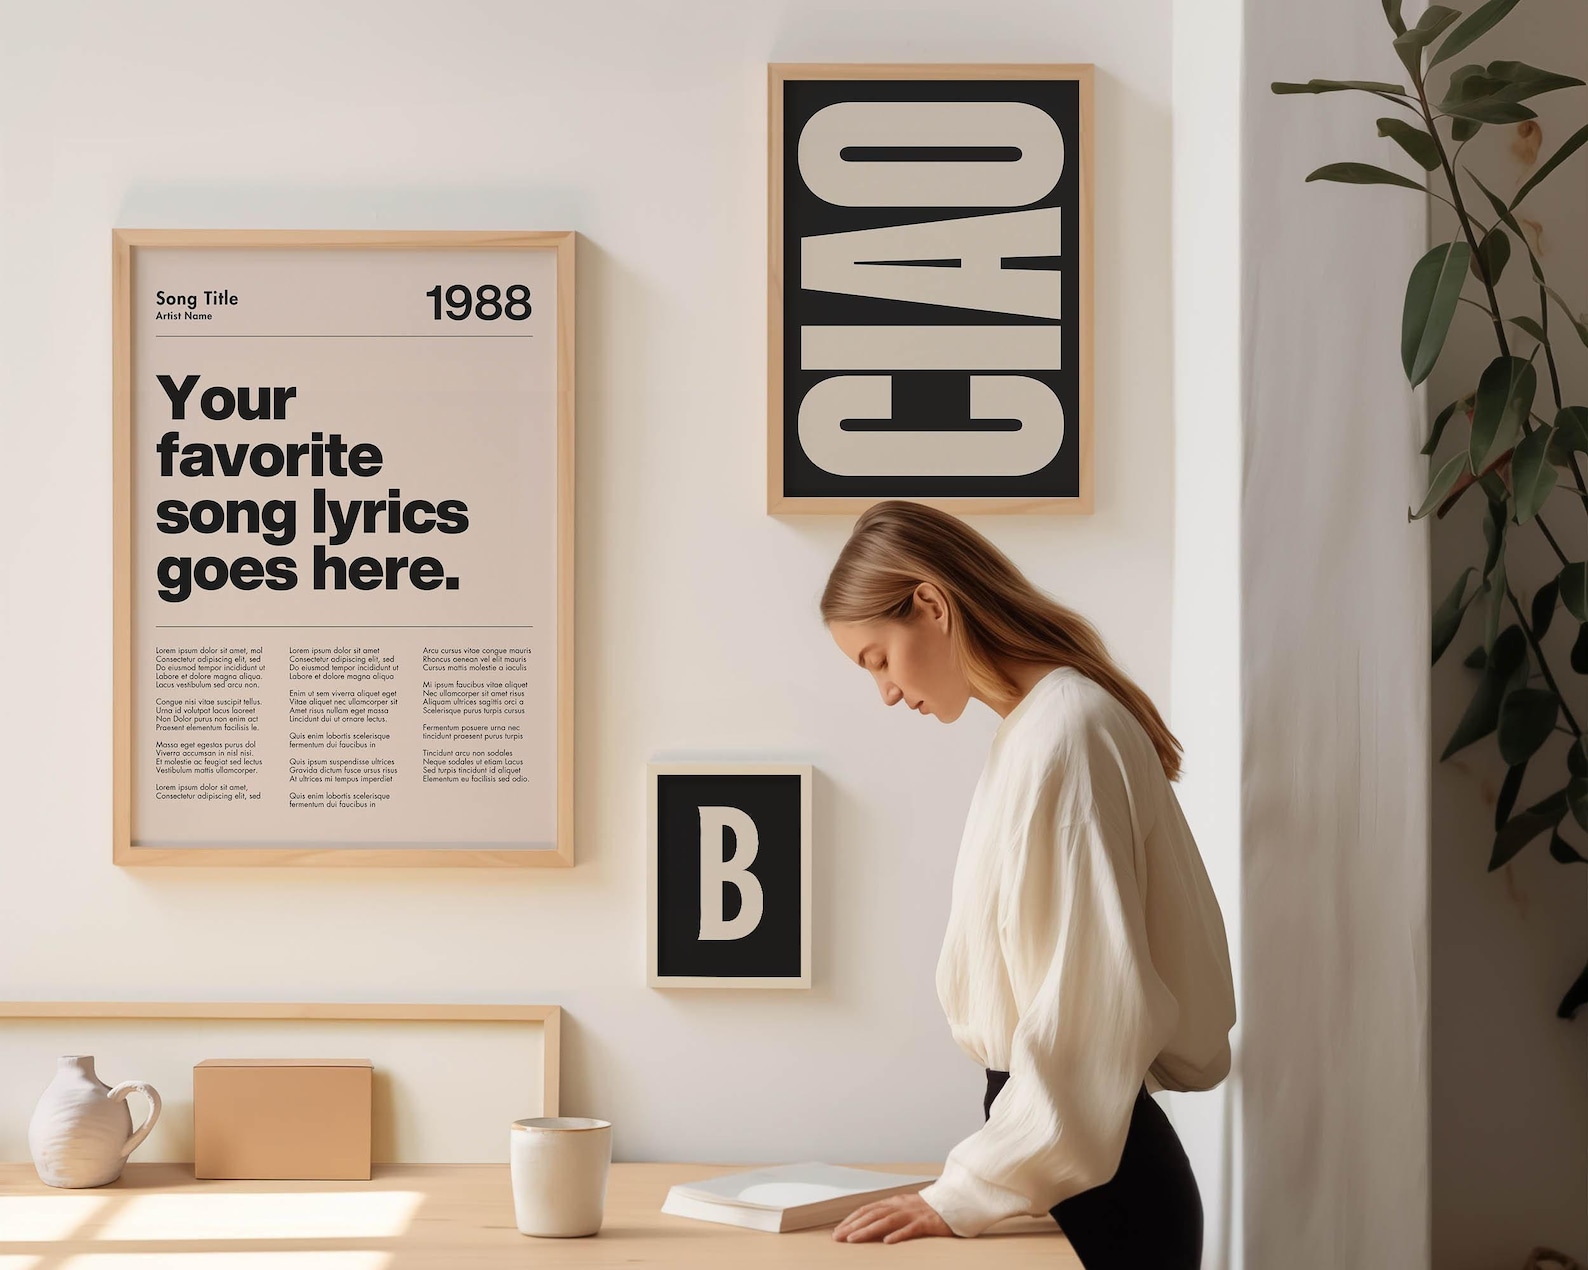 Song Title
Artist Name
1988
Your
favorite
song lyrics
goes here.
Lorem ipsum dolor sit amet, mol
Consectetur adipiscing elit, sed
Do eiusmod tempor incididunt ut
Labore et dolore magna aliqua.
Lacus vestibulum sed arcu non.
Congue nisi vitae suscipit tellus.
Urna id volutpat lacus laoreet
Non Dolor purus non enim act
Praesent elementum facilisis le.
Massa eget egestas purus dol
Viverra accumsan in nisl nisi.
Et molestie ac feugiat sed lectus
Vestibulum mattis ullamcorper.
Lorem ipsum dolor sit amet,
Consectetur adipiscing elit, sed
Lorem ipsum dolor sit amet
Consectetur adipiscing elit, sed
Do eiusmod tempor incididunt ut
Labore et dolore magna aliqua
Enim ut sem viverra aliquet eget
Vitae aliquet nec ullamcorper sit
Amet risus nullam eget massa
Lincidunt dui ut ornare lectus.
Quis enim lobortis scelerisque
fermentum dui faucibus in
Quis ipsum suspendisse ultrices
Gravida dictum fusce ursus risus
At ultrices mi tempus imperdiet
Quis enim lobortis scelerisque
fermentum dui faucibus in
Arcu cursus vitae congue mauris
Rhoncus aenean vel elit mauris
Cursus mattis molestie a iaculis
Mi ipsum faucibus vitae aliquet
Nec ullamcorper sit amet risus
Aliquam ultrices sagittis orci a
Scelerisque purus turpis cursus
Fermentum posuere urna nec
tincidunt praesent purus turpis
Tincidunt arcu non sodales
Neque sodales ut etiam Lacus
Sed turpis tincidunt id aliquet
Elementum eu facilisis sed odio.
CIAO
B